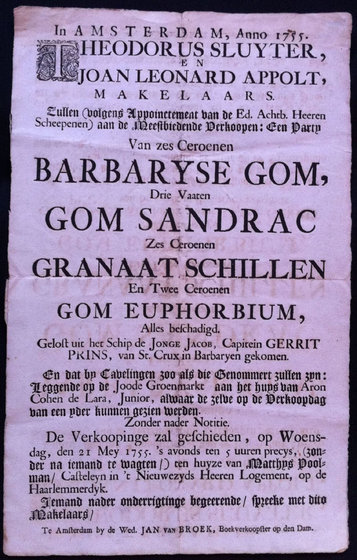 In AMSTERDAM, Anno 1755.
THEODORUS SLUYTER,
EN
JOAN LEONARD APPOLT,
MAKELAARS.
Zullen (volgens Appoinctement van de Ed. Achtb. Heeren
Scheepenen) aan de Meestbiedende Verkoopen: Een Party
Van zes Ceroenen
BARBARYSE GOM,
Drie Vaaten
GOM SANDRAC
Zes Ceroenen
GRANAAT SCHILLEN
En Twee Ceroenen
GOM EUPHORBIUM,
Alles beschadigd.
Gelost uit het Schip de JONGE JACOB, Capitein GERRIT
PRINS, van St. Crux in Barbaryen gekomen.
En dat by Cavelingen zoo als die Genommert zullen zyn:
Leggende op de Joode Groenmarkt aan het huys van Aron
Cohen de Lara, Junior, alwaar de zelve op de Verkoopdag
van een yder kunnen gezien werden.
Zonder nader Notitie.
De Verkoopinge zal geschieden, op Woens-
dag, den 21 Mey 1755. 's avonds ten 5 uuren precys, (zon-
der na iemand te wagten/) ten huyze van Matthys Pool-
man/ Casteleyn in 't Nieuwezyds Heeren Logement, op de
Haarlemmerdyk.
Jemand nader onderrigtinge begeerende/ spreeke met dito
Makelaars/
Te Amsterdam by de Wed. JAN VAN BROEK, Boekverkoopster op den Dam.